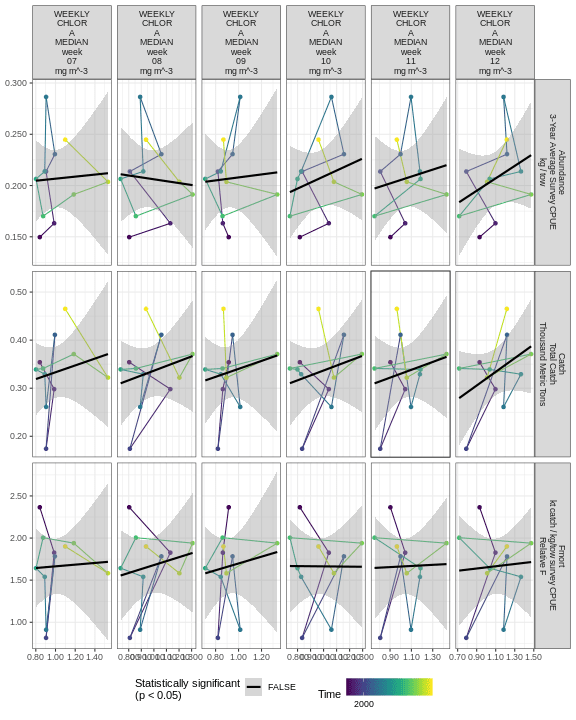 WEEKLY
CHLOR
A
MEDIAN
week
07
mg m^-3
WEEKLY
CHLOR
A
MEDIAN
week
08
mg m^-3
WEEKLY
CHLOR
A
MEDIAN
week
09
mg m^-3
WEEKLY
CHLOR
A
MEDIAN
week
10
mg m^-3
WEEKLY
CHLOR
A
MEDIAN
week
11
mg m^-3
WEEKLY
CHLOR
A
MEDIAN
week
12
mg m^-3
0.300
0.250
0.200
0.150
Abundance
3-Year Average Survey CPUE
kg / tow
0.50
0.40
0.30
0.20
Catch
Total Catch
Thousand Metric Tons
2.50
2.00
1.50
1.00
Fmort
kt catch / kg/tow survey CPUE
Relative F
0.80 1.00 1.20 1.40
0.80 1.00 1.20
0.90 1.10 1.30
0.70 0.90 1.10 1.30 1.50
Statistically significant
(p < 0.05)
FALSE
Time
2000